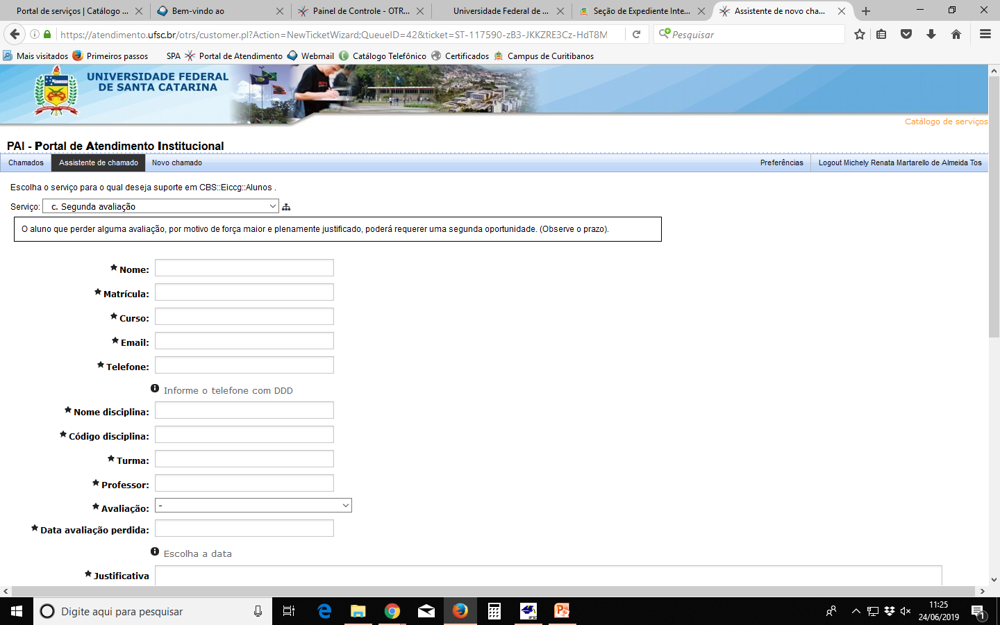 Portal de serviços | Catálogo ...
Bem-vindo ao
Painel de Controle - OTR...
Universidade Federal de ...
Seção de Expediente Inte...
Assistente de novo cha...
https://atendimento.ufsc.br/otrs/customer.pl?Action=NewTicketWizard;QueueID=42&ticket=ST-117590-zB3-JKKZRE3Cz-HdT8M
Pesquisar
Mais visitados
Primeiros passos
SPA
Portal de Atendimento
Webmail
Catálogo Telefônico
Certificados
Campus de Curitibanos
UNIVERSIDADE FEDERAL
DE SANTA CATARINA
Catálogo de serviços
PAI - Portal de Atendimento Institucional
Chamados
Assistente de chamado
Novo chamado
Preferências
Logout Michely Renata Martarello de Almeida Tos
Escolha o serviço para o qual deseja suporte em CBS::Eiccg::Alunos .
Serviço: c. Segunda avaliação
O aluno que perder alguma avaliação, por motivo de força maior e plenamente justificado, poderá requerer uma segunda oportunidade. (Observe o prazo).
Nome:
Matrícula:
Curso:
Email:
Telefone:
Informe o telefone com DDD
Nome disciplina:
Código disciplina:
Turma:
Professor:
Avaliação: -
Data avaliação perdida:
Escolha a data
Justificativa
Digite aqui para pesquisar
11:25
24/06/2019
1